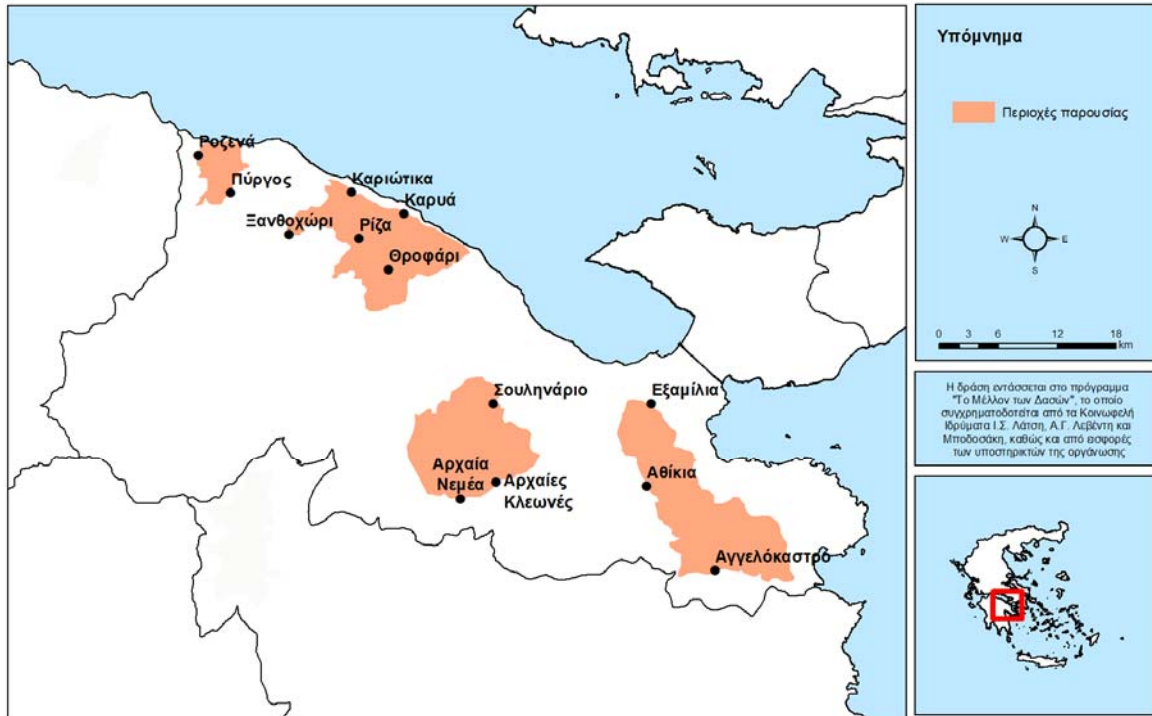 Ροζενά
Πύργος
Καριώτικα
Καρυά
Ξανθοχώρι
Ρίζα
Θροφάρι
Σουληνάριο
Εξαμίλια
Αρχαία
Νεμέα
Αρχαίες
Κλεωνές
Αθίκια
Αγγελόκαστρο
Υπόμνημα
Περιοχές παρουσίας
N
W
E
S
0 3 6 12 18
km
Η δράση εντάσσεται στο πρόγραμμα
"Το Μέλλον των Δασών", το οποίο
συγχρηματοδοτείται από τα Κοινωφελή
Ιδρύματα Ι.Σ. Λάτση, Α.Γ. Λεβέντη και
Μποδοσάκη, καθώς και από εισφορές
των υποστηρικτών της οργάνωσης